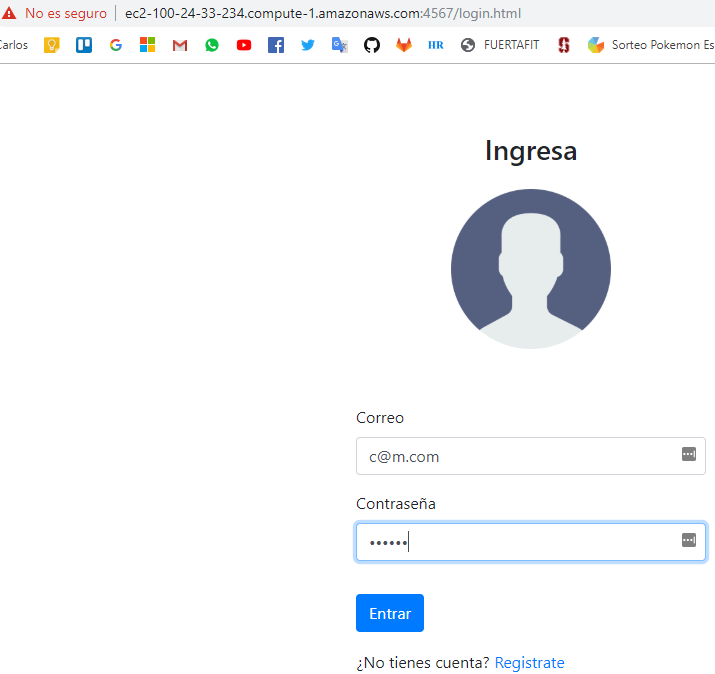 No es seguro | ec2-100-24-33-234.compute-1.amazonaws.com:4567/login.html
arlos HR FUERTAFIT S Sorteo Pokemon Es
Ingresa
Correo
c@m.com
Contraseña
••••••
Entrar
¿No tienes cuenta? Registrate